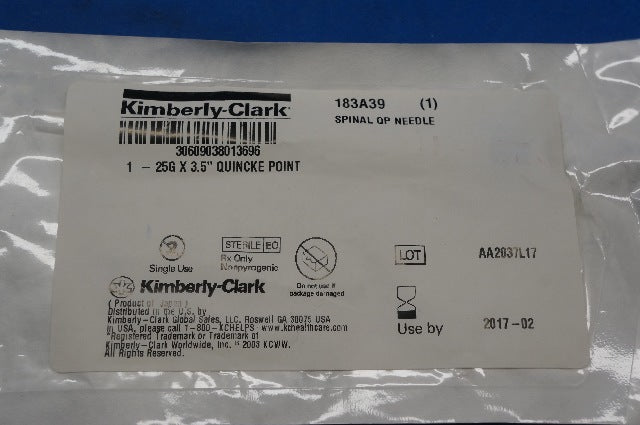 Kimberly-Clark
183A39 (1)
SPINAL QP NEEDLE
30609038013696
1 - 25G X 3.5" QUINCKE POINT
Single Use
STERILE EO
Rx Only
Nonpyrogenic
Do not use if
package damaged
LOT AA2037L17
Kimberly-Clark
( Product of Japan )
Distributed in the U.S. by
Kimberly-Clark Global Sales, LLC, Roswell GA 30075 USA
In USA, please call 1-800-KCHELPS www.kchealthcare.com
*Registered Trademark or Trademark of
Kimberly-Clark Worldwide, Inc. © 2003 KCWW.
All Rights Reserved.
Use by 2017-02